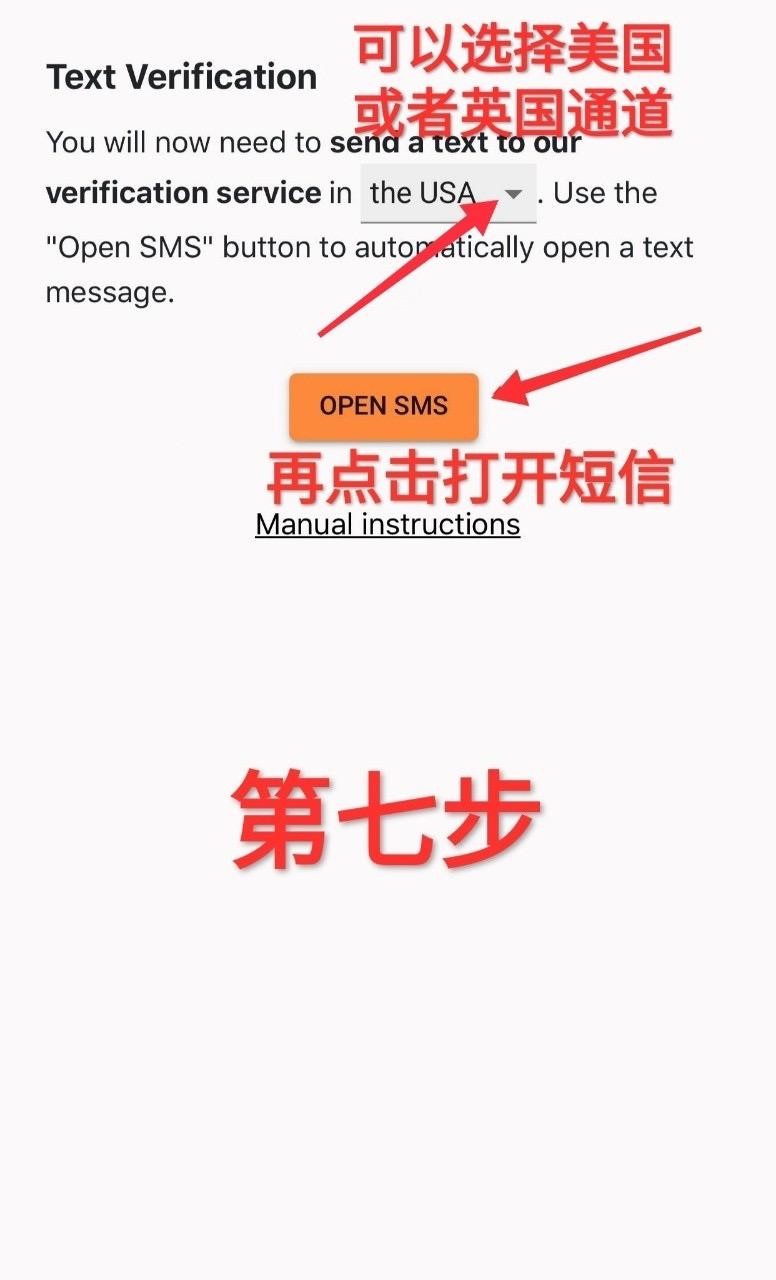 可以选择美国
或者英国通道
Text Verification
You will now need to send a text to our
verification service in the USA . Use the
"Open SMS" button to automatically open a text
message.
OPEN SMS
再点击打开短信
Manual instructions
第七步